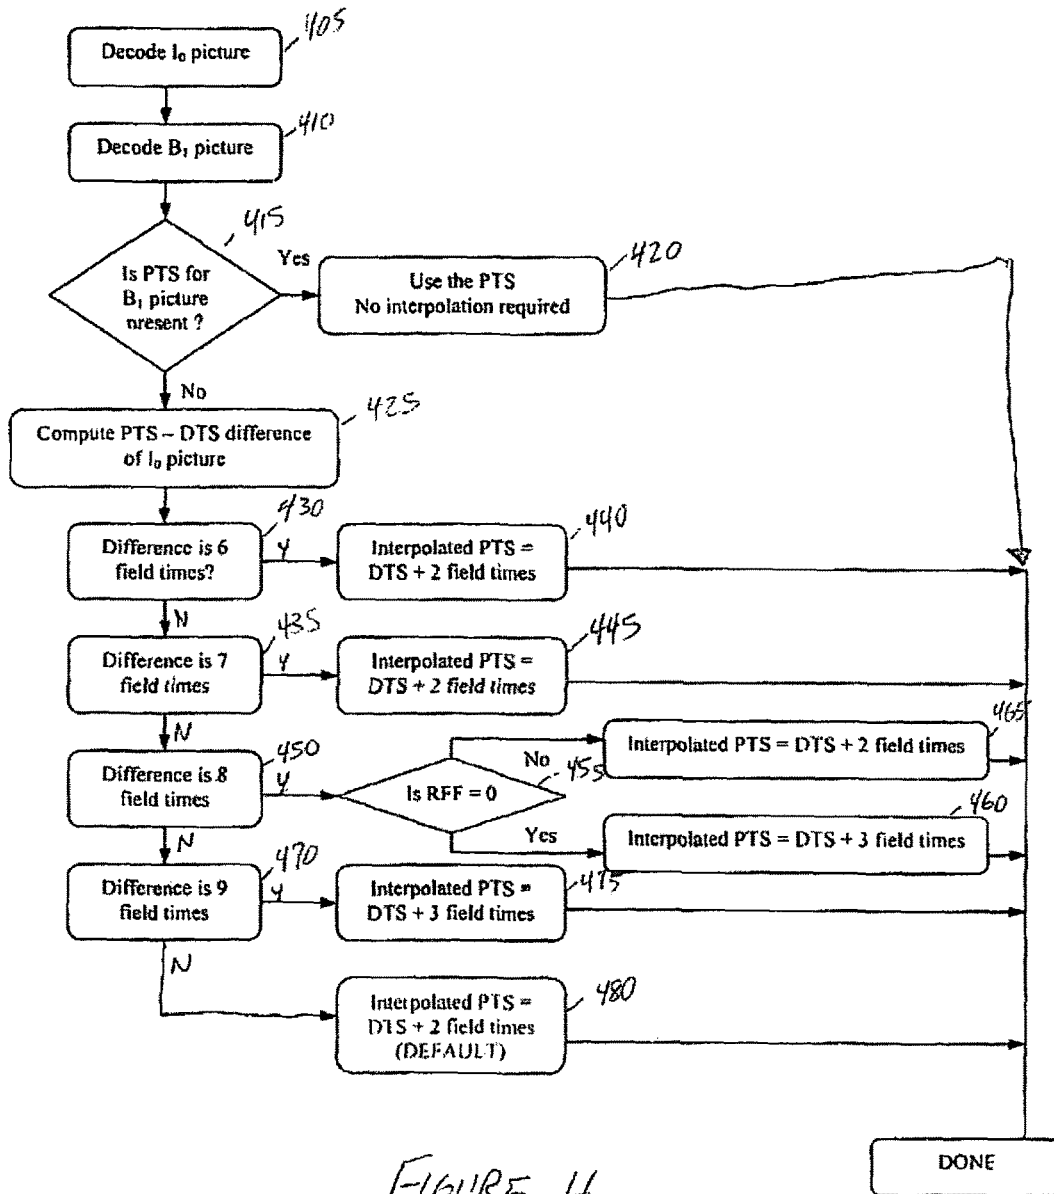 405
Decode I₀ picture
410
Decode B₁ picture
415
Is PTS for
B₁ picture
present ?
Yes
420
Use the PTS
No interpolation required
No
425
Compute PTS – DTS difference
of I₀ picture
430
Difference is 6
field times?
Y
440
Interpolated PTS =
DTS + 2 field times
N
435
Difference is 7
field times
Y
445
Interpolated PTS =
DTS + 2 field times
N
450
Difference is 8
field times
Y
455
Is RFF = 0
No
465
Interpolated PTS = DTS + 2 field times
Yes
460
Interpolated PTS = DTS + 3 field times
N
470
Difference is 9
field times
Y
475
Interpolated PTS =
DTS + 3 field times
N
480
Interpolated PTS =
DTS + 2 field times
(DEFAULT)
DONE
FIGURE 4